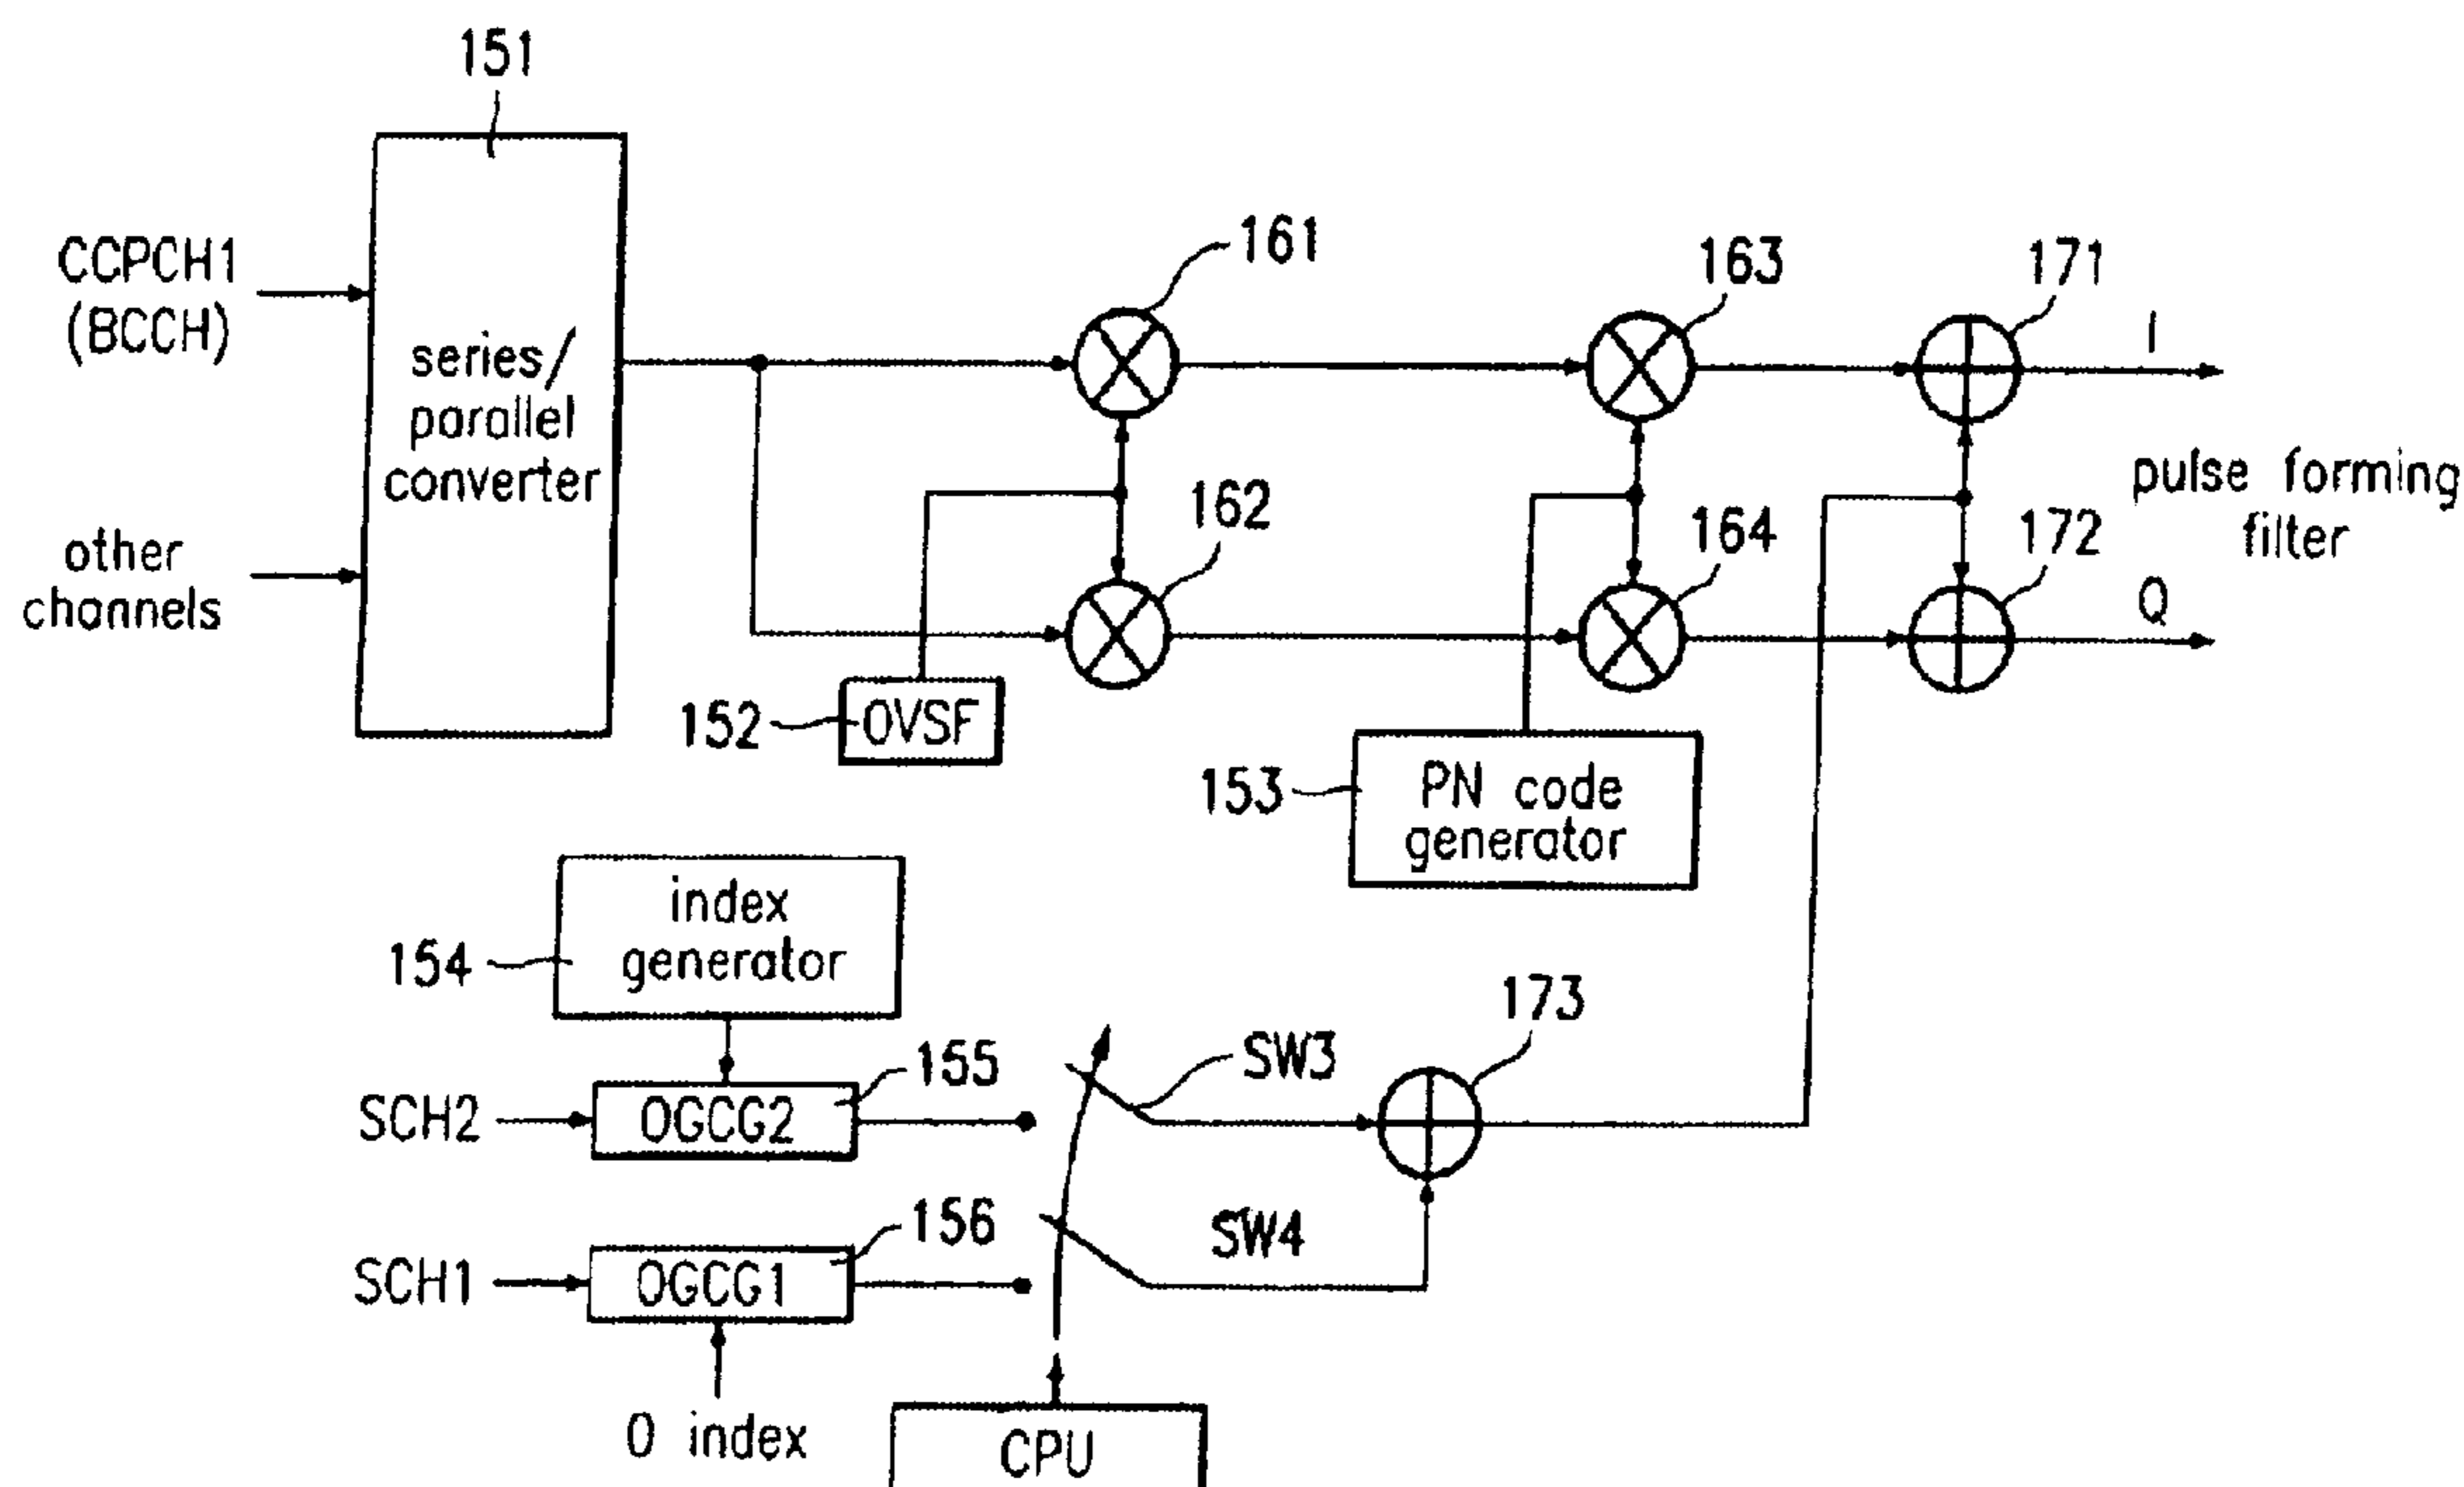 151
CCPCH1
(BCCH)
series/
parallel
converter
other
channels
161
163
171
I
162
164
172
pulse forming
filter
Q
152
OVSF
153
PN code
generator
154
index
generator
173
SCH2
OGCG2
155
SW3
SCH1
OGCG1
156
SW4
0 index
CPU